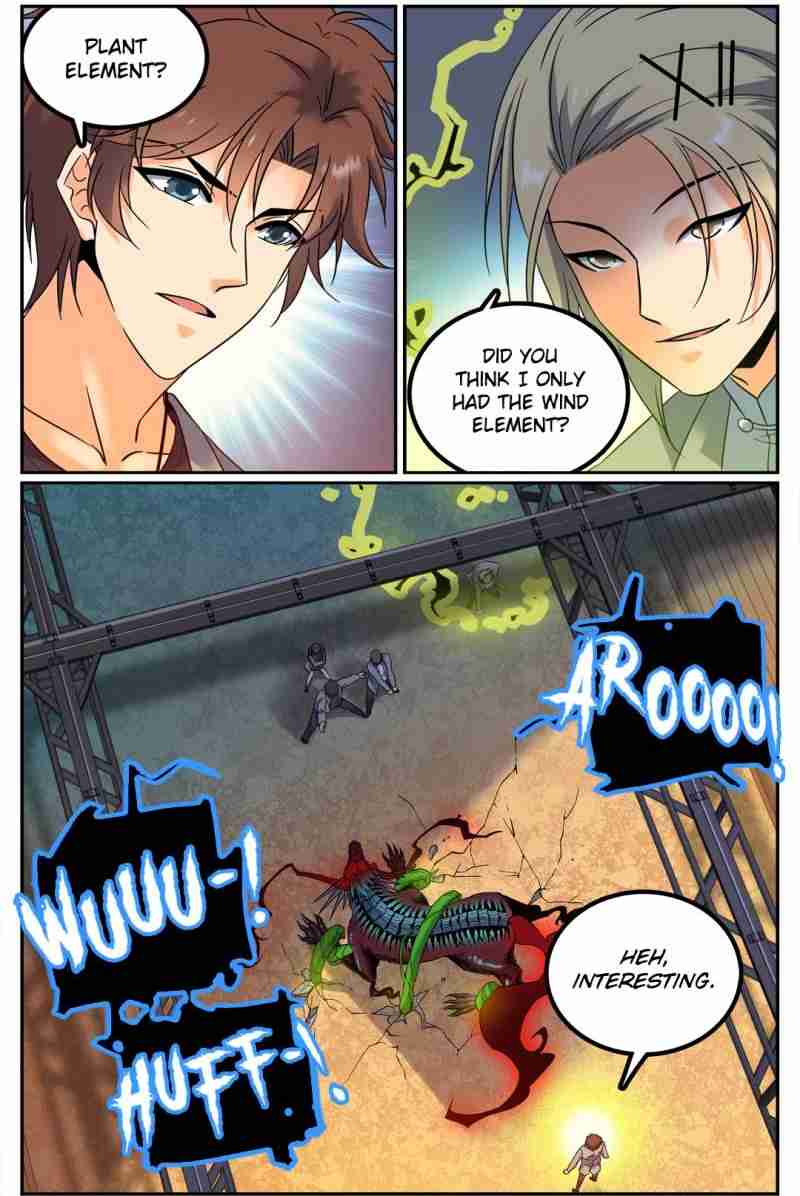 PLANT
ELEMENT?
XII
DID YOU
THINK I ONLY
HAD THE WIND
ELEMENT?
AROOOO!
WUUU-!
HUFF-!
HEH,
INTERESTING.